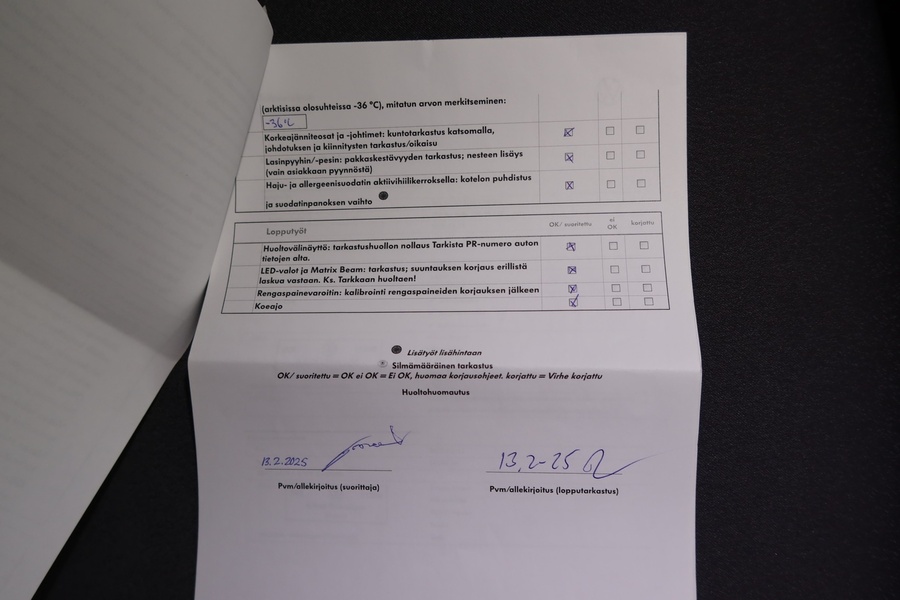 (arktisissa olosuhteissa -36 °C), mitatun arvon merkitseminen:
-36°C
Korkeajänniteosat ja -johtimet: kuntotarkastus katsomalla,
johdotuksen ja kiinnitysten tarkastus/oikaisu
Lasinpyyhin/-pesin: pakkaskestävyyden tarkastus; nesteen lisäys
(vain asiakkaan pyynnöstä)
Haju- ja allergeenisuodatin aktiivihiilikerroksella: kotelon puhdistus
ja suodatinpanoksen vaihto
Lopputyöt OK/ suoritettu ei OK korjattu
Huoltovälinäyttö: tarkastushuollon nollaus Tarkista PR-numero auton
tietojen alta.
LED-valot ja Matrix Beam: tarkastus; suuntauksen korjaus erillistä
laskua vastaan. Ks. Tarkkaan huoltaen!
Rengaspainevaroitin: kalibrointi rengaspaineiden korjauksen jälkeen
Koeajo
Lisätyöt lisähintaan
Silmämääräinen tarkastus
OK/ suoritettu = OK ei OK = Ei OK, huomaa korjausohjeet. korjattu = Virhe korjattu
Huoltohuomautus
13.2.2025 13.2-25
Pvm/allekirjoitus (suorittaja) Pvm/allekirjoitus (lopputarkastus)